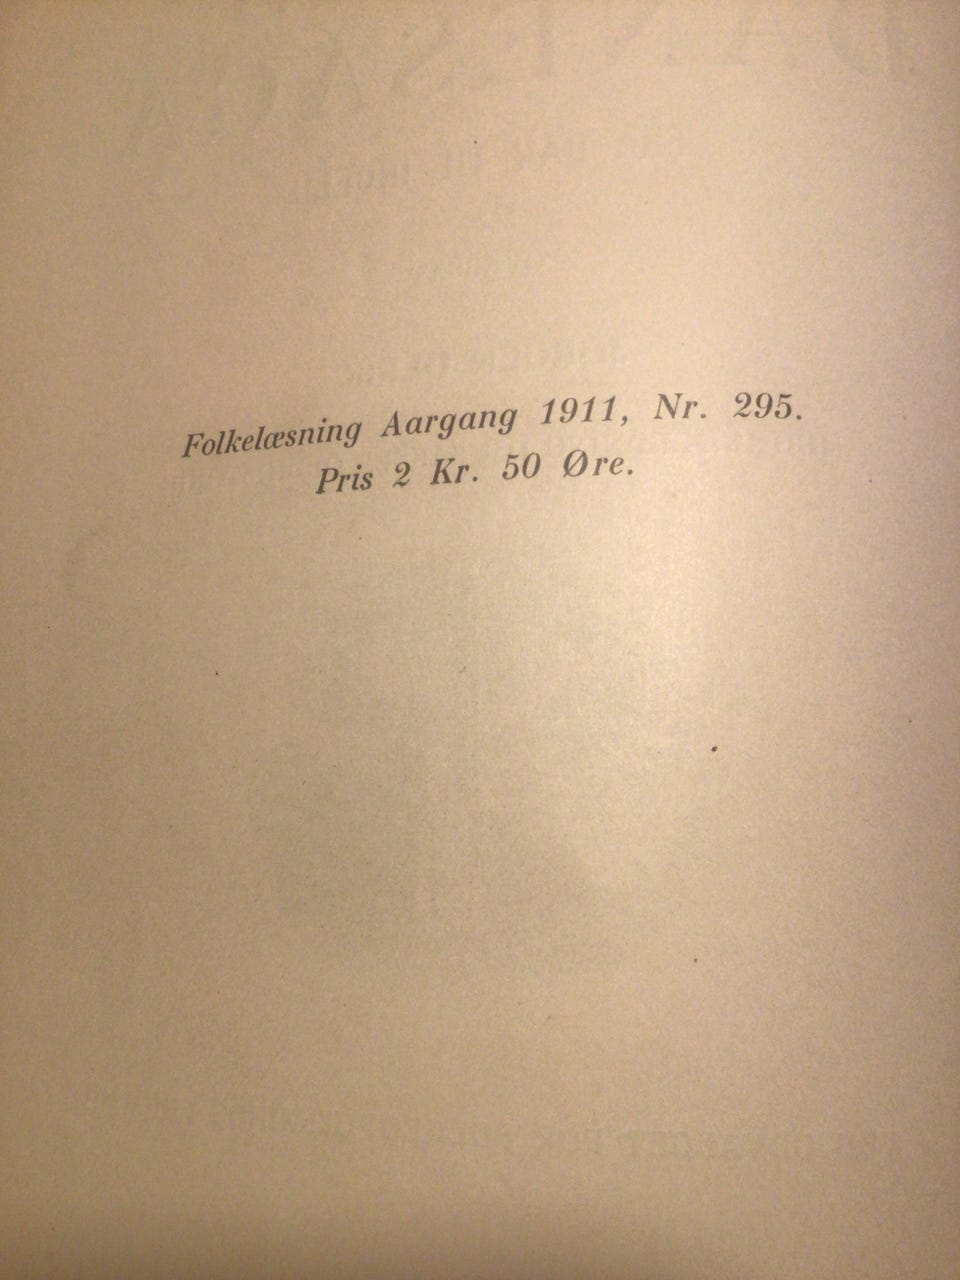 Folkelæsning Aargang 1911, Nr. 295.
Pris 2 Kr. 50 Øre.